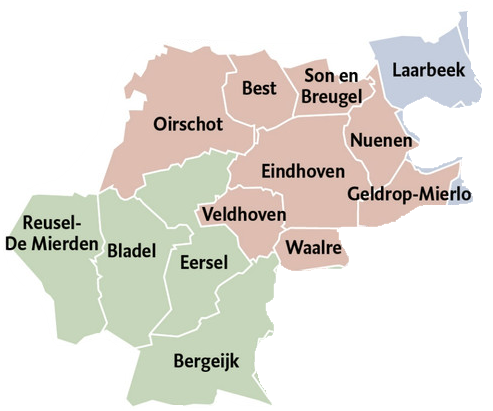 Laarbeek
Son en
Breugel
Best
Oirschot
Nuenen
Eindhoven
Geldrop-Mierlo
Veldhoven
Reusel-
De Mierden
Bladel
Waalre
Eersel
Bergeijk